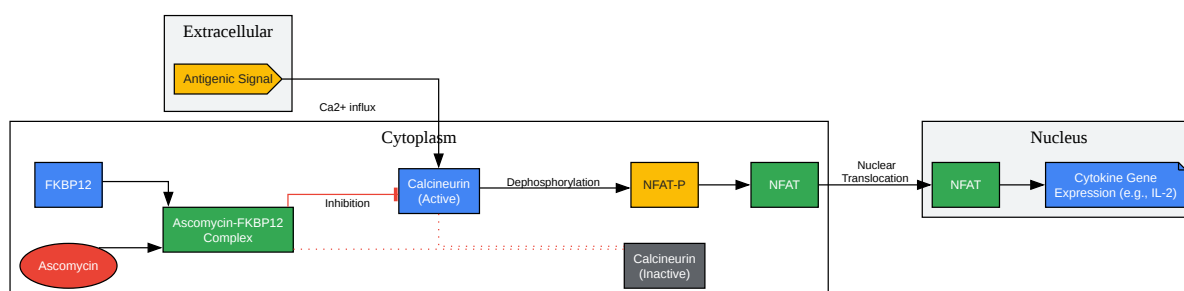 Extracellular
Antigenic Signal
Ca2+ influx
Cytoplasm
Nucleus
FKBP12
Calcineurin
(Active)
Dephosphorylation
NFAT-P
NFAT
Nuclear
Translocation
NFAT
Cytokine Gene
Expression (e.g., IL-2)
Inhibition
Ascomycin-FKBP12
Complex
Ascomycin
Calcineurin
(Inactive)